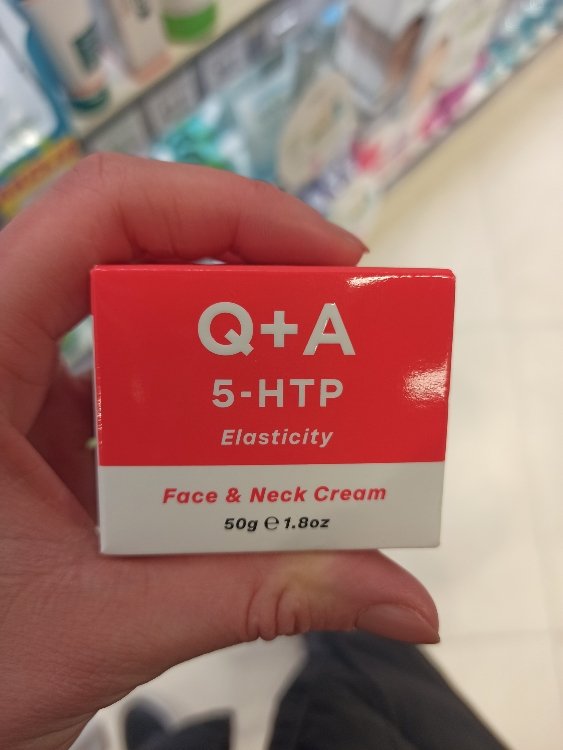 Q+A
5-HTP
Elasticity
Face & Neck Cream
50g ℮ 1.8oz